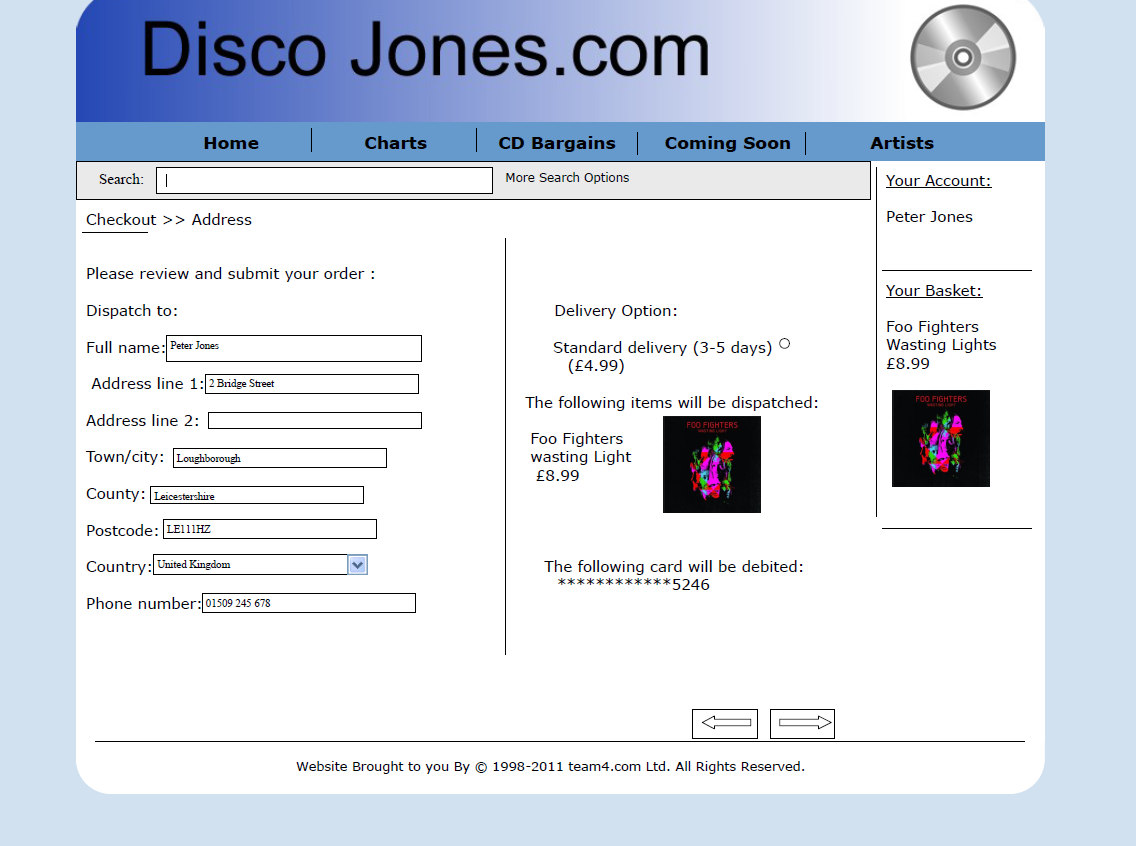 Disco Jones.com
Home
Charts
CD Bargains
Coming Soon
Artists
Search:
More Search Options
Checkout >> Address
Please review and submit your order :
Dispatch to:
Full name: Peter Jones
Address line 1: 2 Bridge Street
Address line 2:
Town/city: Loughborough
County: Leicestershire
Postcode: LE111HZ
Country: United Kingdom
Phone number: 01509 245 678
Delivery Option:
Standard delivery (3-5 days)
(£4.99)
The following items will be dispatched:
Foo Fighters
wasting Light
£8.99
FOO FIGHTERS
WASTING LIGHT
The following card will be debited:
************5246
Your Account:
Peter Jones
Your Basket:
Foo Fighters
Wasting Lights
£8.99
FOO FIGHTERS
WASTING LIGHT
Website Brought to you By © 1998-2011 team4.com Ltd. All Rights Reserved.